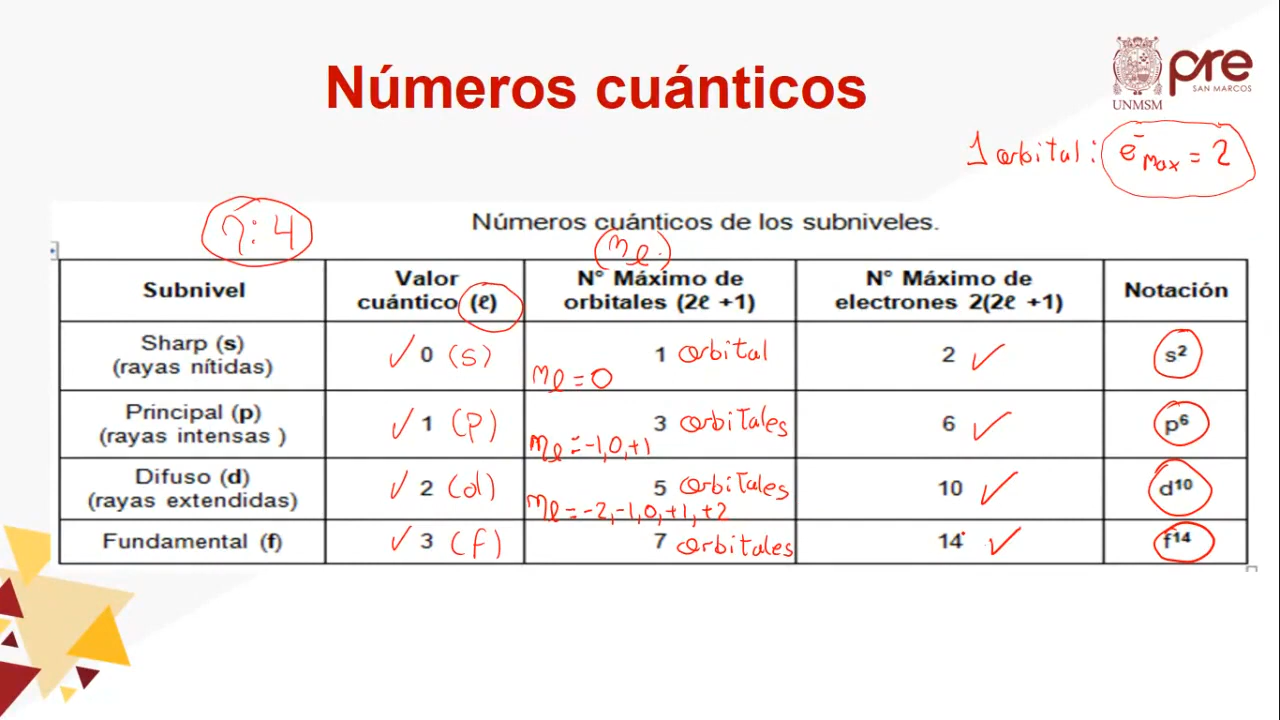 Números cuánticos
pre
SAN MARCOS
UNMSM
1 orbital: e⁻ Max = 2
η: 4
Números cuánticos de los subniveles.
(mℓ)
Subnivel
Valor cuántico (ℓ)
N° Máximo de orbitales (2ℓ +1)
N° Máximo de electrones 2(2ℓ +1)
Notación
Sharp (s)
(rayas nítidas)
✓ 0 (s)
1 orbital
mℓ = 0
2 ✓
s²
Principal (p)
(rayas intensas )
✓ 1 (p)
3 orbitales
mℓ = -1, 0, +1
6 ✓
p⁶
Difuso (d)
(rayas extendidas)
✓ 2 (d)
5 orbitales
mℓ = -2, -1, 0, +1, +2
10 ✓
d¹⁰
Fundamental (f)
✓ 3 (f)
7 orbitales
14 ✓
f¹⁴